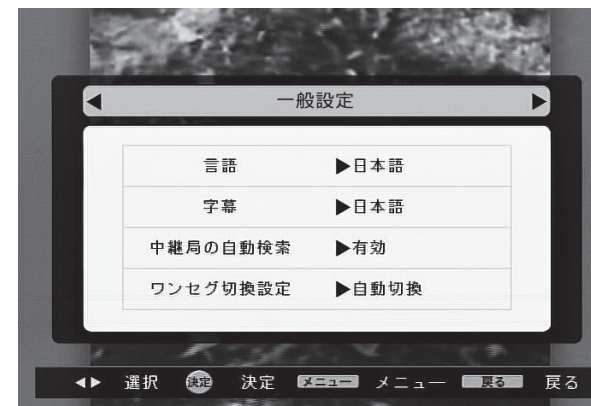 ◀ 一般設定 ▶
言語 ▶日本語
字幕 ▶日本語
中継局の自動検索 ▶有効
ワンセグ切換設定 ▶自動切換
◀▶ 選択 決定 決定 メニュー メニュー 戻る 戻る